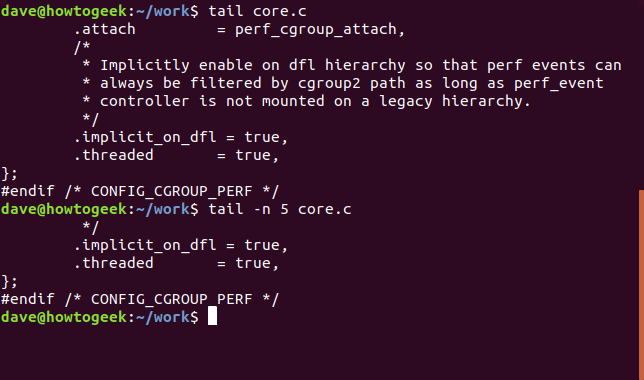 dave@howtogeek:~/work$ tail core.c
        .attach         = perf_cgroup_attach,
        /*
         * Implicitly enable on dfl hierarchy so that perf events can
         * always be filtered by cgroup2 path as long as perf_event
         * controller is not mounted on a legacy hierarchy.
         */
        .implicit_on_dfl = true,
        .threaded       = true,
};
#endif /* CONFIG_CGROUP_PERF */
dave@howtogeek:~/work$ tail -n 5 core.c
         */
        .implicit_on_dfl = true,
        .threaded       = true,
};
#endif /* CONFIG_CGROUP_PERF */
dave@howtogeek:~/work$